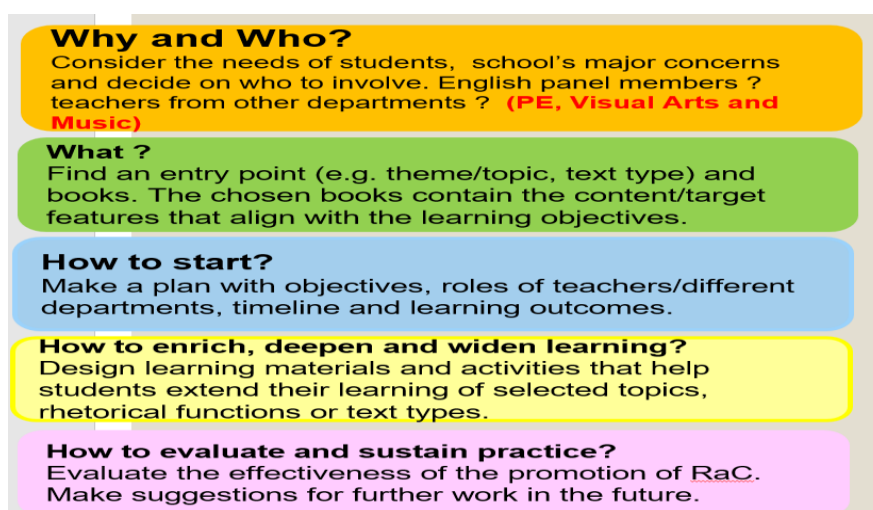 Why and Who?
Consider the needs of students, school's major concerns
and decide on who to involve. English panel members ?
teachers from other departments ? (PE, Visual Arts and
Music)
What ?
Find an entry point (e.g. theme/topic, text type) and
books. The chosen books contain the content/target
features that align with the learning objectives.
How to start?
Make a plan with objectives, roles of teachers/different
departments, timeline and learning outcomes.
How to enrich, deepen and widen learning?
Design learning materials and activities that help
students extend their learning of selected topics,
rhetorical functions or text types.
How to evaluate and sustain practice?
Evaluate the effectiveness of the promotion of RaC.
Make suggestions for further work in the future.